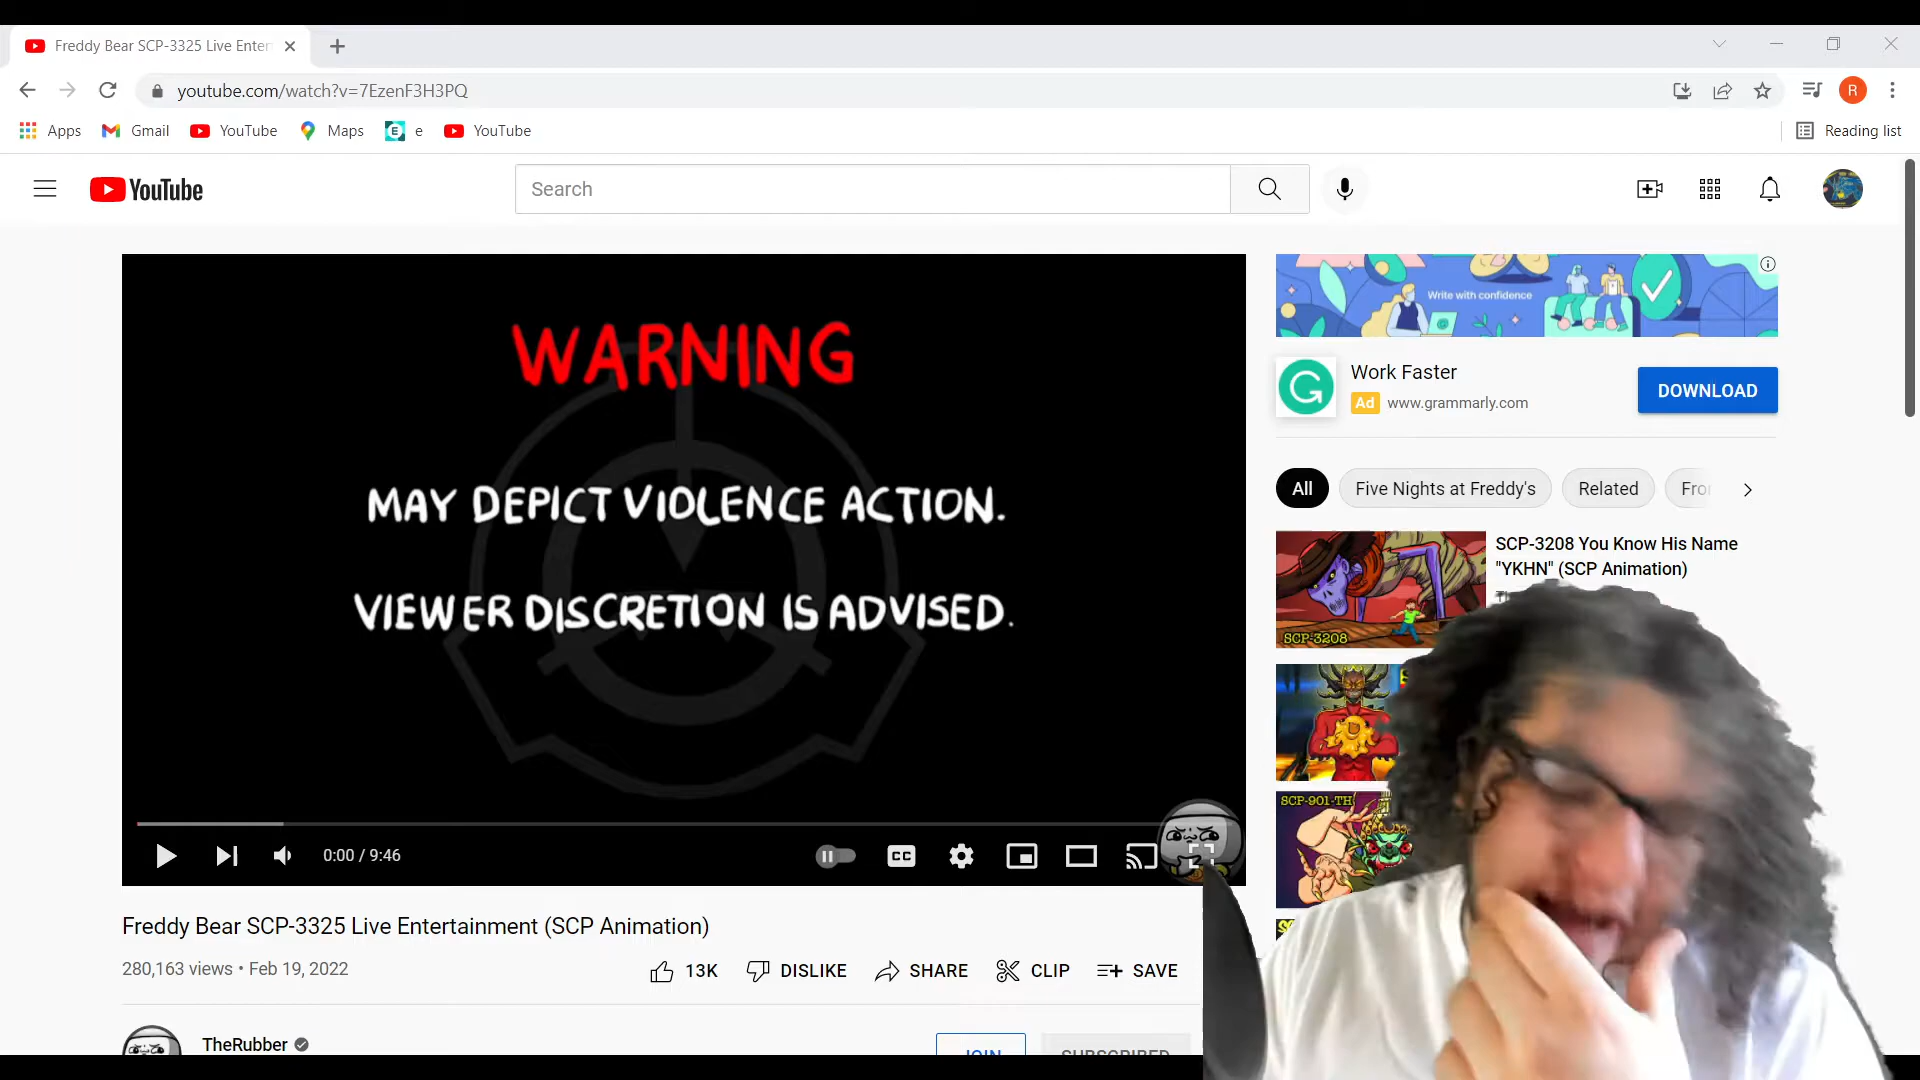 Freddy Bear SCP-3325 Live Enter
youtube.com/watch?v=7EzenF3H3PQ
R
Apps
Gmail
YouTube
Maps
E
e
YouTube
Reading list
YouTube
Search
WARNING
MAY DEPICT VIOLENCE ACTION.
VIEWER DISCRETION IS ADVISED.
0:00 / 9:46
CC
Freddy Bear SCP-3325 Live Entertainment (SCP Animation)
280,163 views • Feb 19, 2022
13K
DISLIKE
SHARE
CLIP
SAVE
TheRubber
JOIN
SUBSCRIBED
Write with confidence
Work Faster
Ad www.grammarly.com
DOWNLOAD
All
Five Nights at Freddy's
Related
Fro
SCP-3208 You Know His Name
"YKHN" (SCP Animation)
SCP-3208
SCP-901-TH